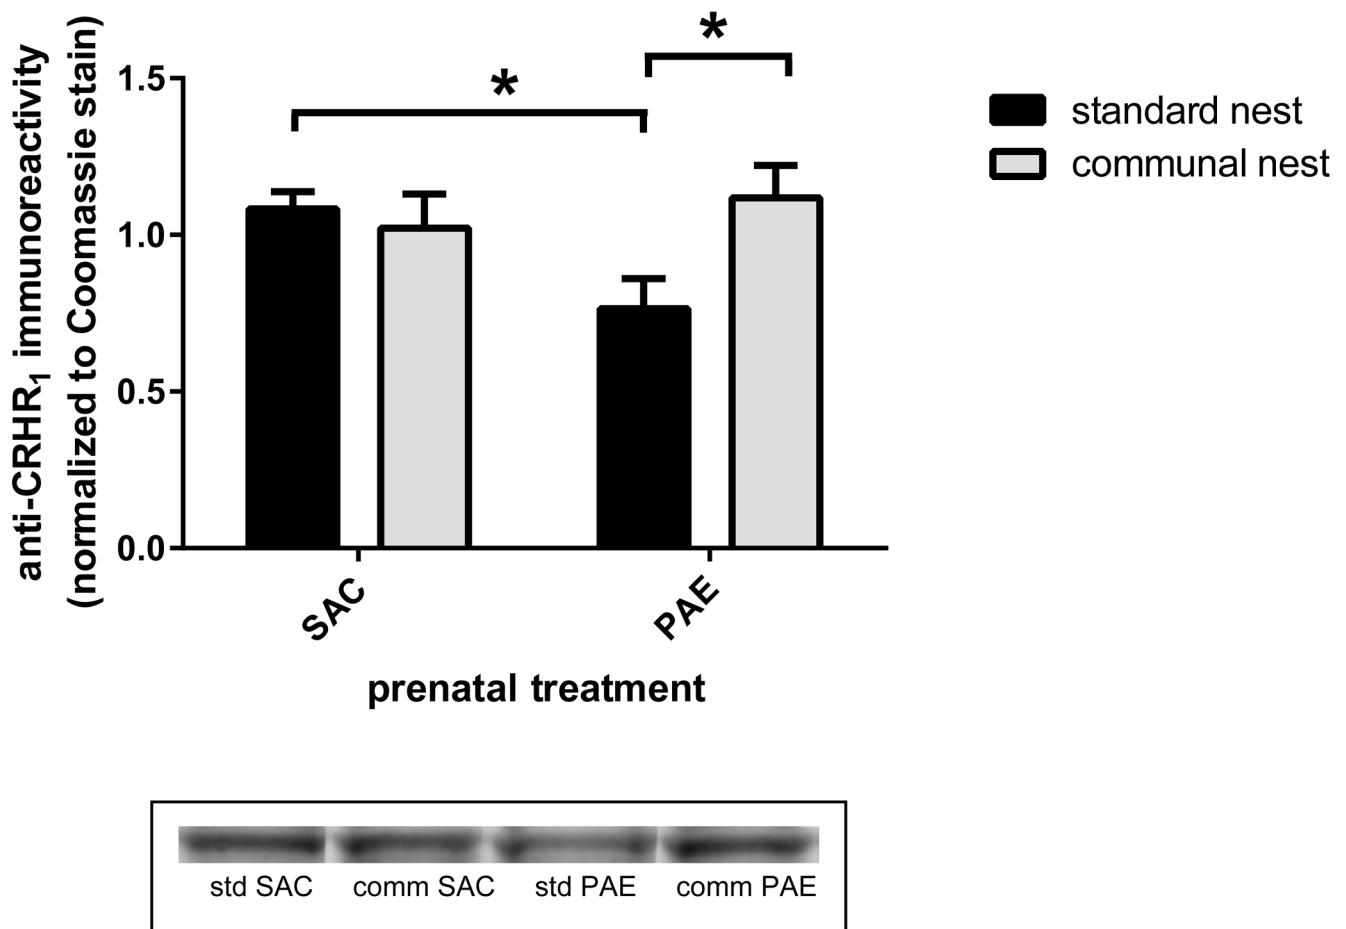 anti-CRHR₁ immunoreactivity
(normalized to Coomassie stain)
*
*
1.5
1.0
0.5
0.0
SAC
PAE
prenatal treatment
standard nest
communal nest
std SAC comm SAC std PAE comm PAE